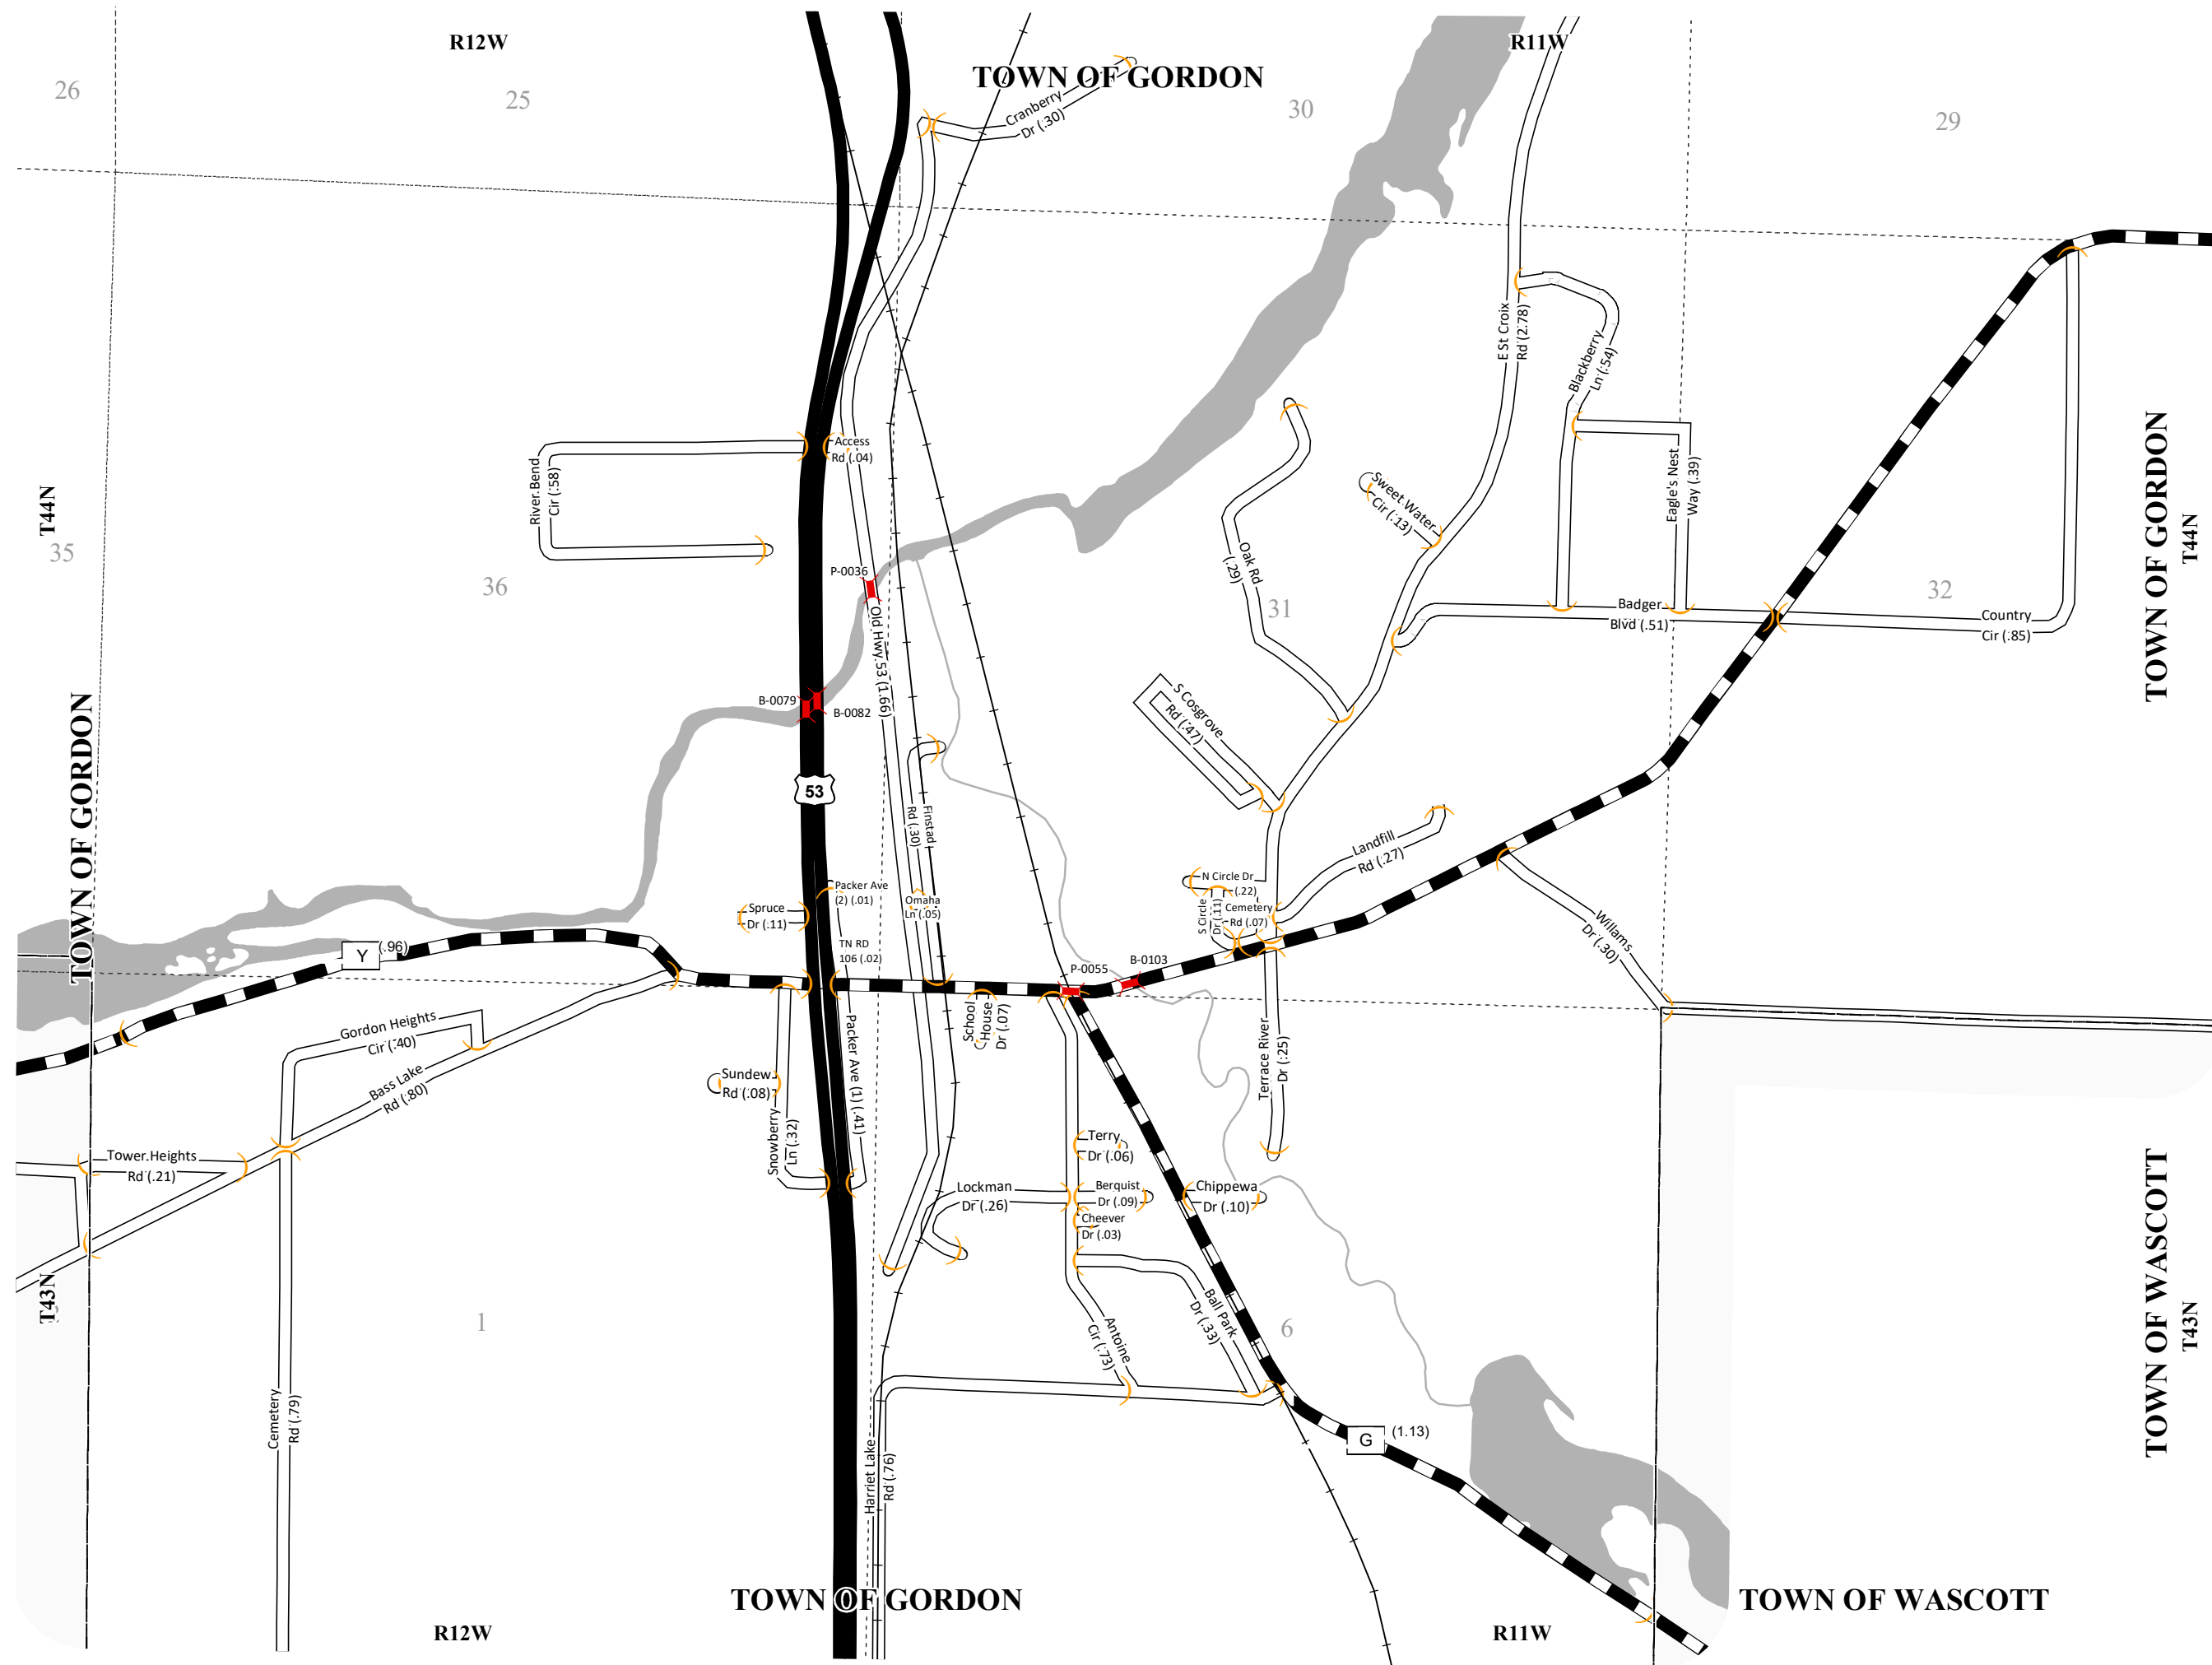 R12W
R11W
TOWN OF GORDON
26
25
30
29
Cranberry
Dr (.30)
E St Croix
Rd (2.78)
Blackberry
Ln (.54)
Access
Rd (.04)
River Bend
Cir (.58)
T44N
35
36
Sweet Water
Cir (.13)
Eagle's Nest
Way (.39)
TOWN OF GORDON
T44N
Oak Rd
(.29)
P-0036
Old Hwy 53 (1.66)
31
32
Badger
Blvd (.51)
Country
Cir (.85)
B-0079
B-0082
S Cosgrove
Rd (.47)
TOWN OF GORDON
53
Finstad
Rd (.30)
Landfill
Rd (.27)
N Circle Dr
(.22)
Packer Ave
(2) (.01)
Omaha
Ln (.05)
Spruce
Dr (.11)
S Circle
Dr (.11)
Cemetery
Rd (.07)
Willams
Dr (.30)
Y
(.96)
TN RD
106 (.02)
P-0055
B-0103
Gordon Heights
Cir (.40)
School
House
Dr (.07)
Bass Lake
Rd (.80)
Sundew
Rd (.08)
Packer Ave (1) (.41)
Terrace River
Dr (.25)
Snowberry
Ln (.32)
Terry
Dr (.06)
Tower Heights
Rd (.21)
Lockman
Dr (.26)
Berquist
Dr (.09)
Chippewa
Dr (.10)
Cheever
Dr (.03)
T43N
1
Antoine
Cir (.73)
Ball Park
Dr (.33)
6
TOWN OF WASCOTT
T43N
Cemetery
Rd (.79)
Harriet Lake
Rd (.76)
G
(1.13)
TOWN OF GORDON
TOWN OF WASCOTT
R12W
R11W